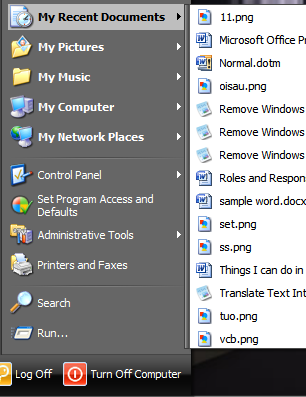 My Recent Documents
My Pictures
My Music
My Computer
My Network Places
Control Panel
Set Program Access and
Defaults
Administrative Tools
Printers and Faxes
Search
Run...
Log Off
Turn Off Computer
11.png
Microsoft Office Pr
Normal.dotm
oisau.png
Remove Windows
Remove Windows
Remove Windows
Roles and Respons
sample word.docx
set.png
ss.png
Things I can do in
Translate Text Int
tuo.png
vcb.png